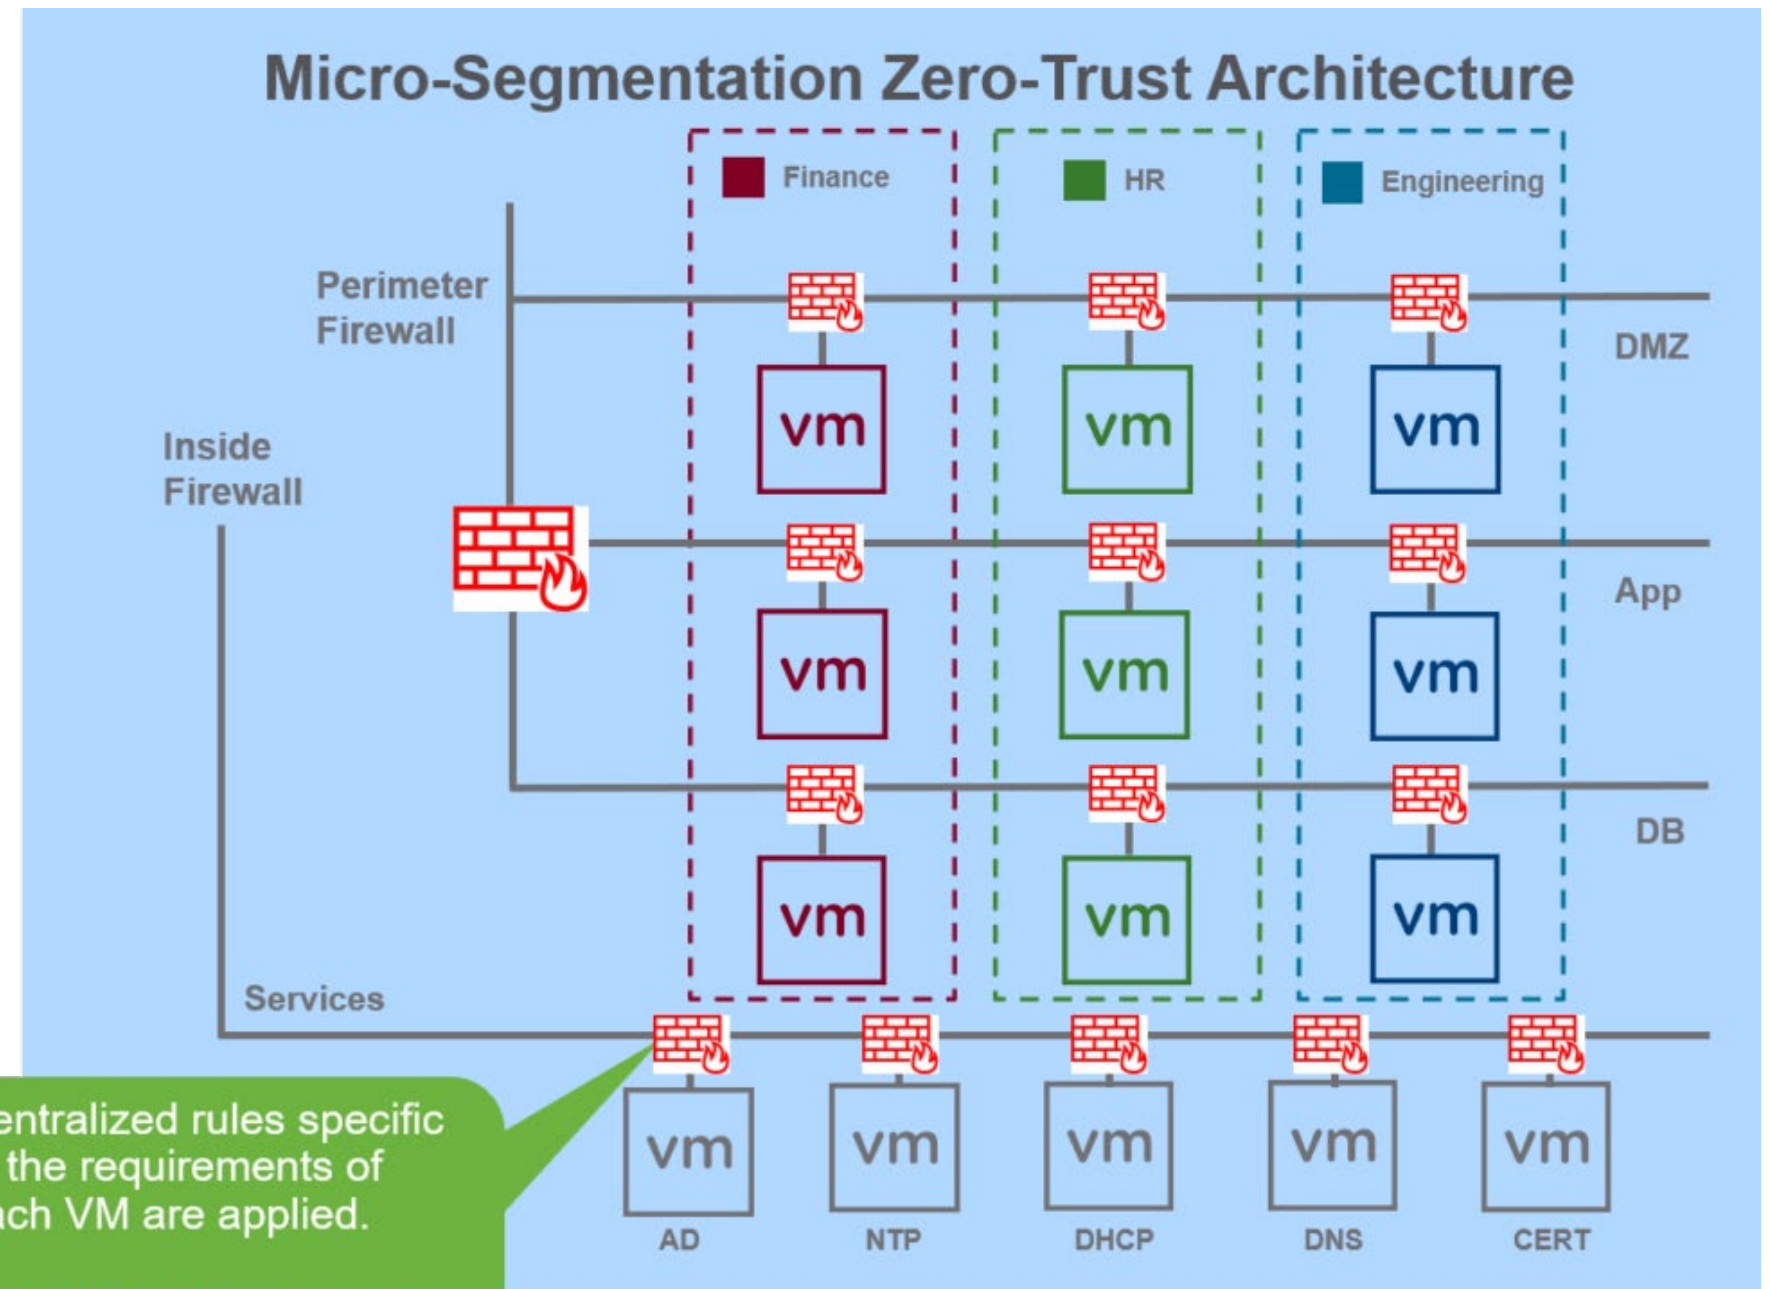 Micro-Segmentation Zero-Trust Architecture
Finance
HR
Engineering
Perimeter
Firewall
DMZ
vm
vm
vm
Inside
Firewall
App
vm
vm
vm
DB
vm
vm
vm
Services
entralized rules specific
the requirements of
ach VM are applied.
vm
vm
vm
vm
vm
AD
NTP
DHCP
DNS
CERT